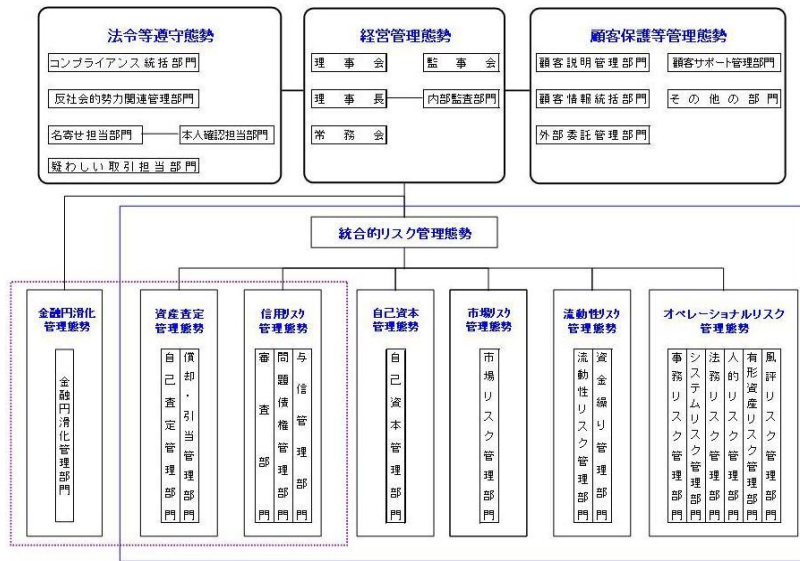 法令等遵守態勢
コンプライアンス統括部門
反社会的勢力関連管理部門
名寄せ担当部門
本人確認担当部門
疑わしい取引担当部門
経営管理態勢
理事会
監事会
理事長
内部監査部門
常務会
顧客保護等管理態勢
顧客説明管理部門
顧客サポート管理部門
顧客情報統括部門
その他の部門
外部委託管理部門
統合的リスク管理態勢
金融円滑化
管理態勢
金融円滑化管理部門
資産査定
管理態勢
自己査定管理部門
償却・引当管理部門
信用リスク
管理態勢
審査部門
問題債権管理部門
与信管理部門
自己資本
管理態勢
自己資本管理部門
市場リスク
管理態勢
市場リスク管理部門
流動性リスク
管理態勢
流動性リスク管理部門
資金繰り管理部門
オペレーショナルリスク
管理態勢
事務リスク管理部門
システムリスク管理部門
法務リスク管理部門
人的リスク管理部門
有形資産リスク管理部門
風評リスク管理部門